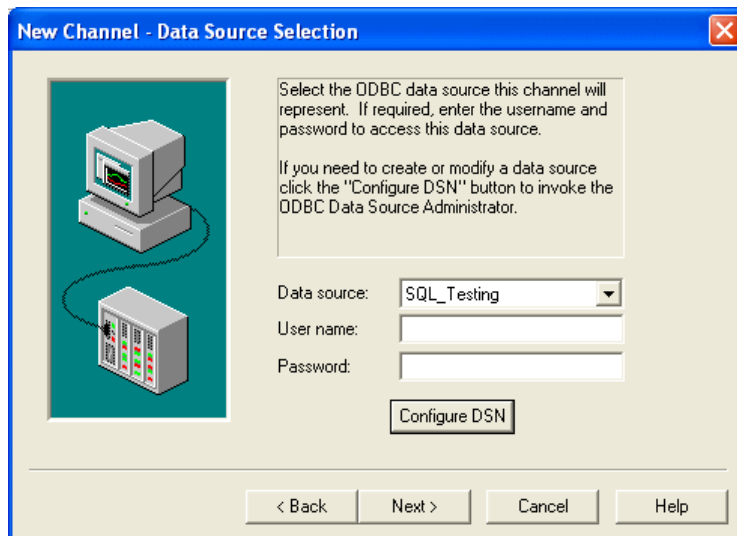 New Channel - Data Source Selection
Select the ODBC data source this channel will
represent. If required, enter the username and
password to access this data source.
If you need to create or modify a data source
click the "Configure DSN" button to invoke the
ODBC Data Source Administrator.
Data source: SQL_Testing
User name:
Password:
Configure DSN
< Back Next > Cancel Help